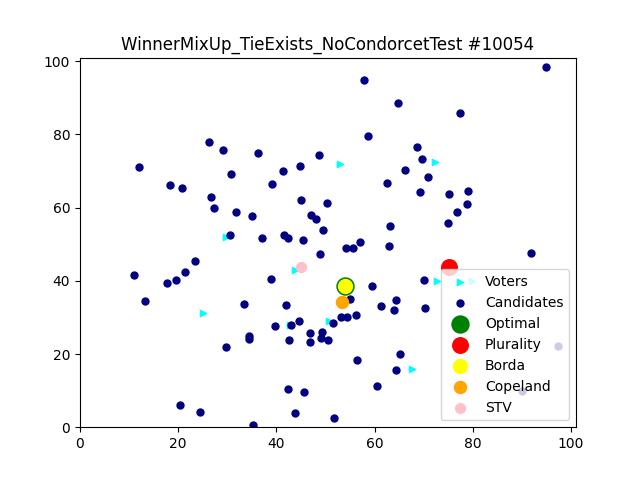 WinnerMixUp_TieExists_NoCondorcetTest #10054
100
80
60
40
20
0
0 20 40 60 80 100
Voters
Candidates
Optimal
Plurality
Borda
Copeland
STV